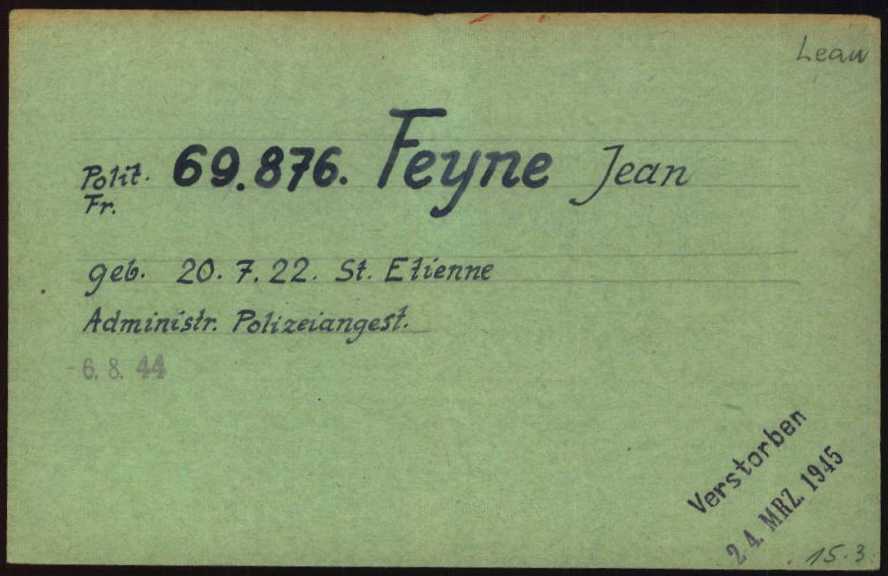 Leau
Polit. 69.876. Feyne Jean
Fr.
geb. 20.7.22. St. Etienne
Administr. Polizeiangest.
-6. 8. 44
Verstorben
24. MRZ. 1945
15.3